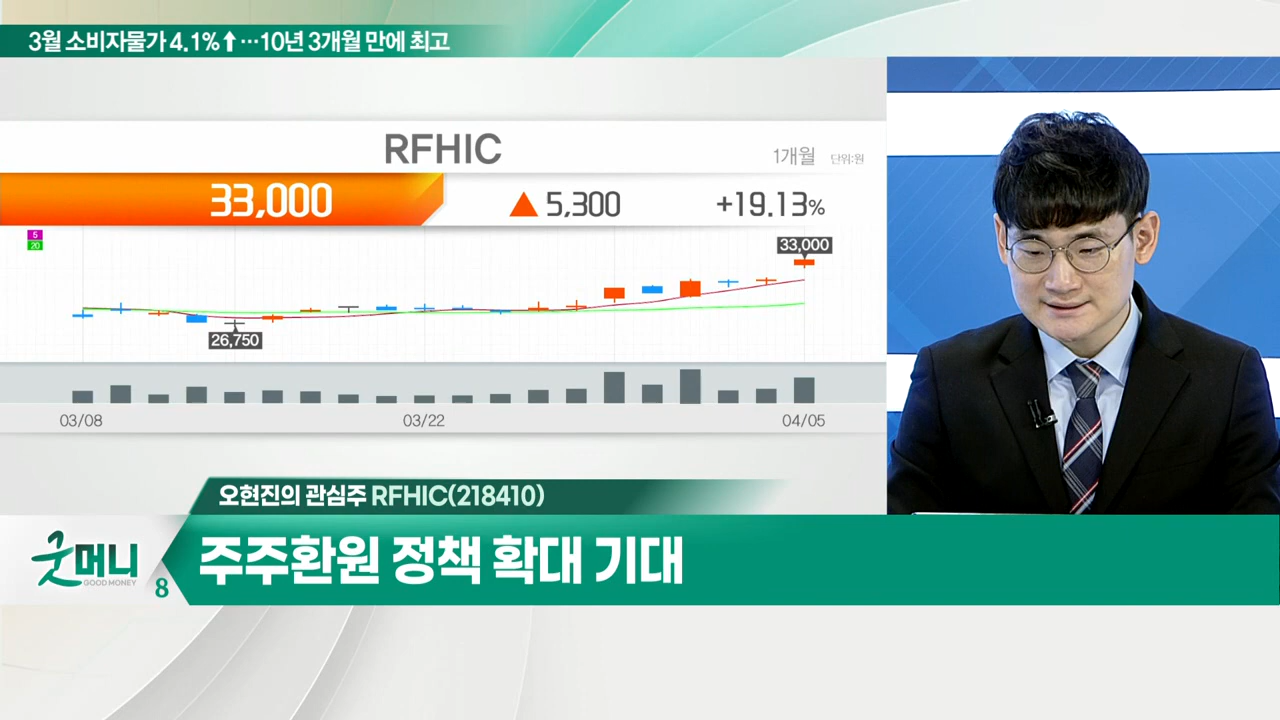 3월 소비자물가 4.1%⬆…10년 3개월 만에 최고
RFHIC
1개월 단위:원
33,000 ▲ 5,300 +19.13%
5
20
33,000
26,750
03/08 03/22 04/05
오현진의 관심주 RFHIC(218410)
굿머니
GOOD MONEY
8
주주환원 정책 확대 기대